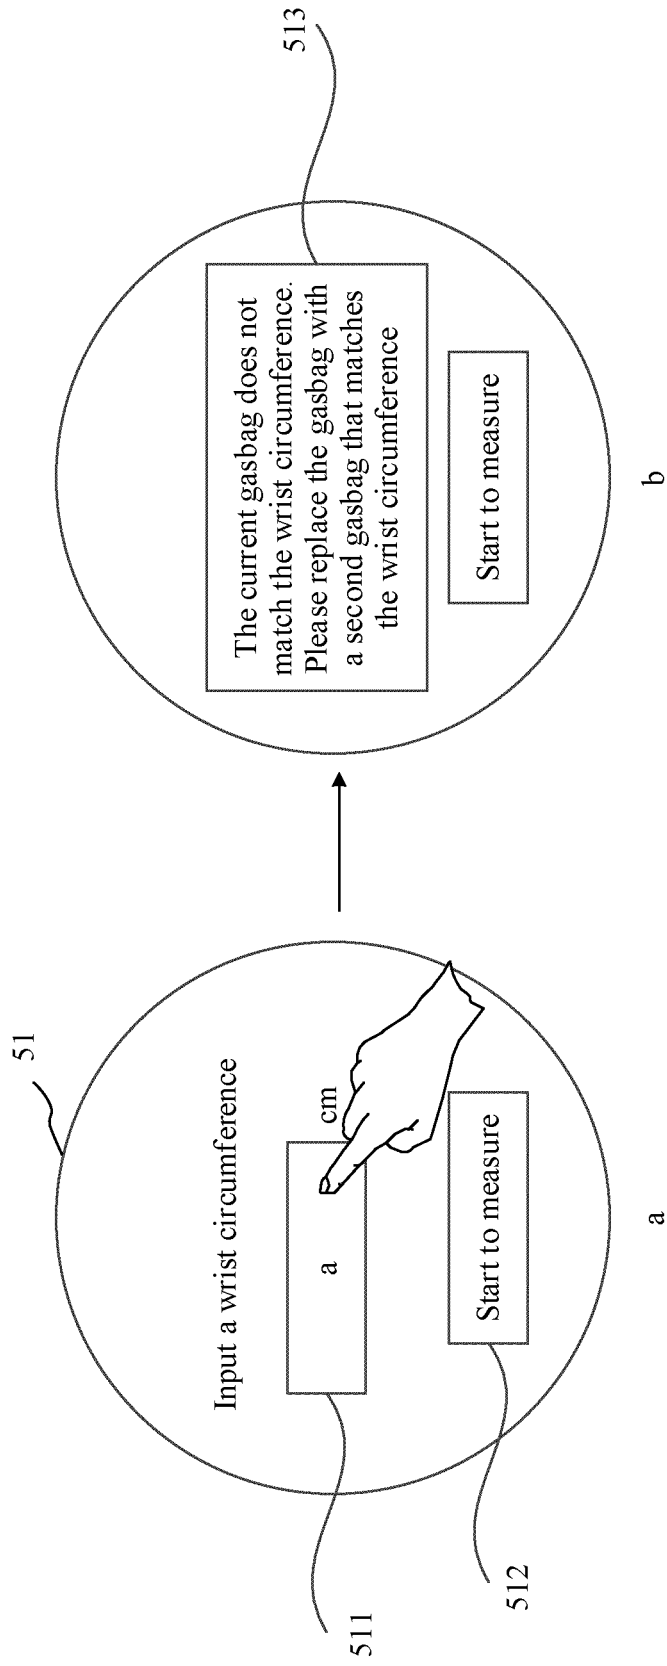 51
Input a wrist circumference
a
cm
Start to measure
511
512
a
513
The current gasbag does not
match the wrist circumference.
Please replace the gasbag with
a second gasbag that matches
the wrist circumference
Start to measure
b